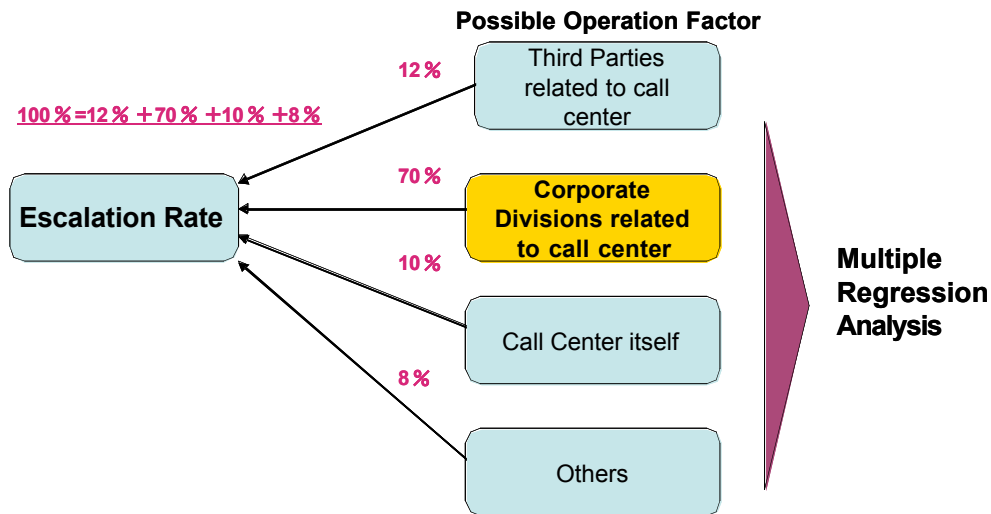 Possible Operation Factor
12%
Third Parties
related to call
center
100%=12%+70%+10%+8%
70%
Corporate
Divisions related
to call center
Escalation Rate
10%
Multiple
Regression
Analysis
Call Center itself
8%
Others